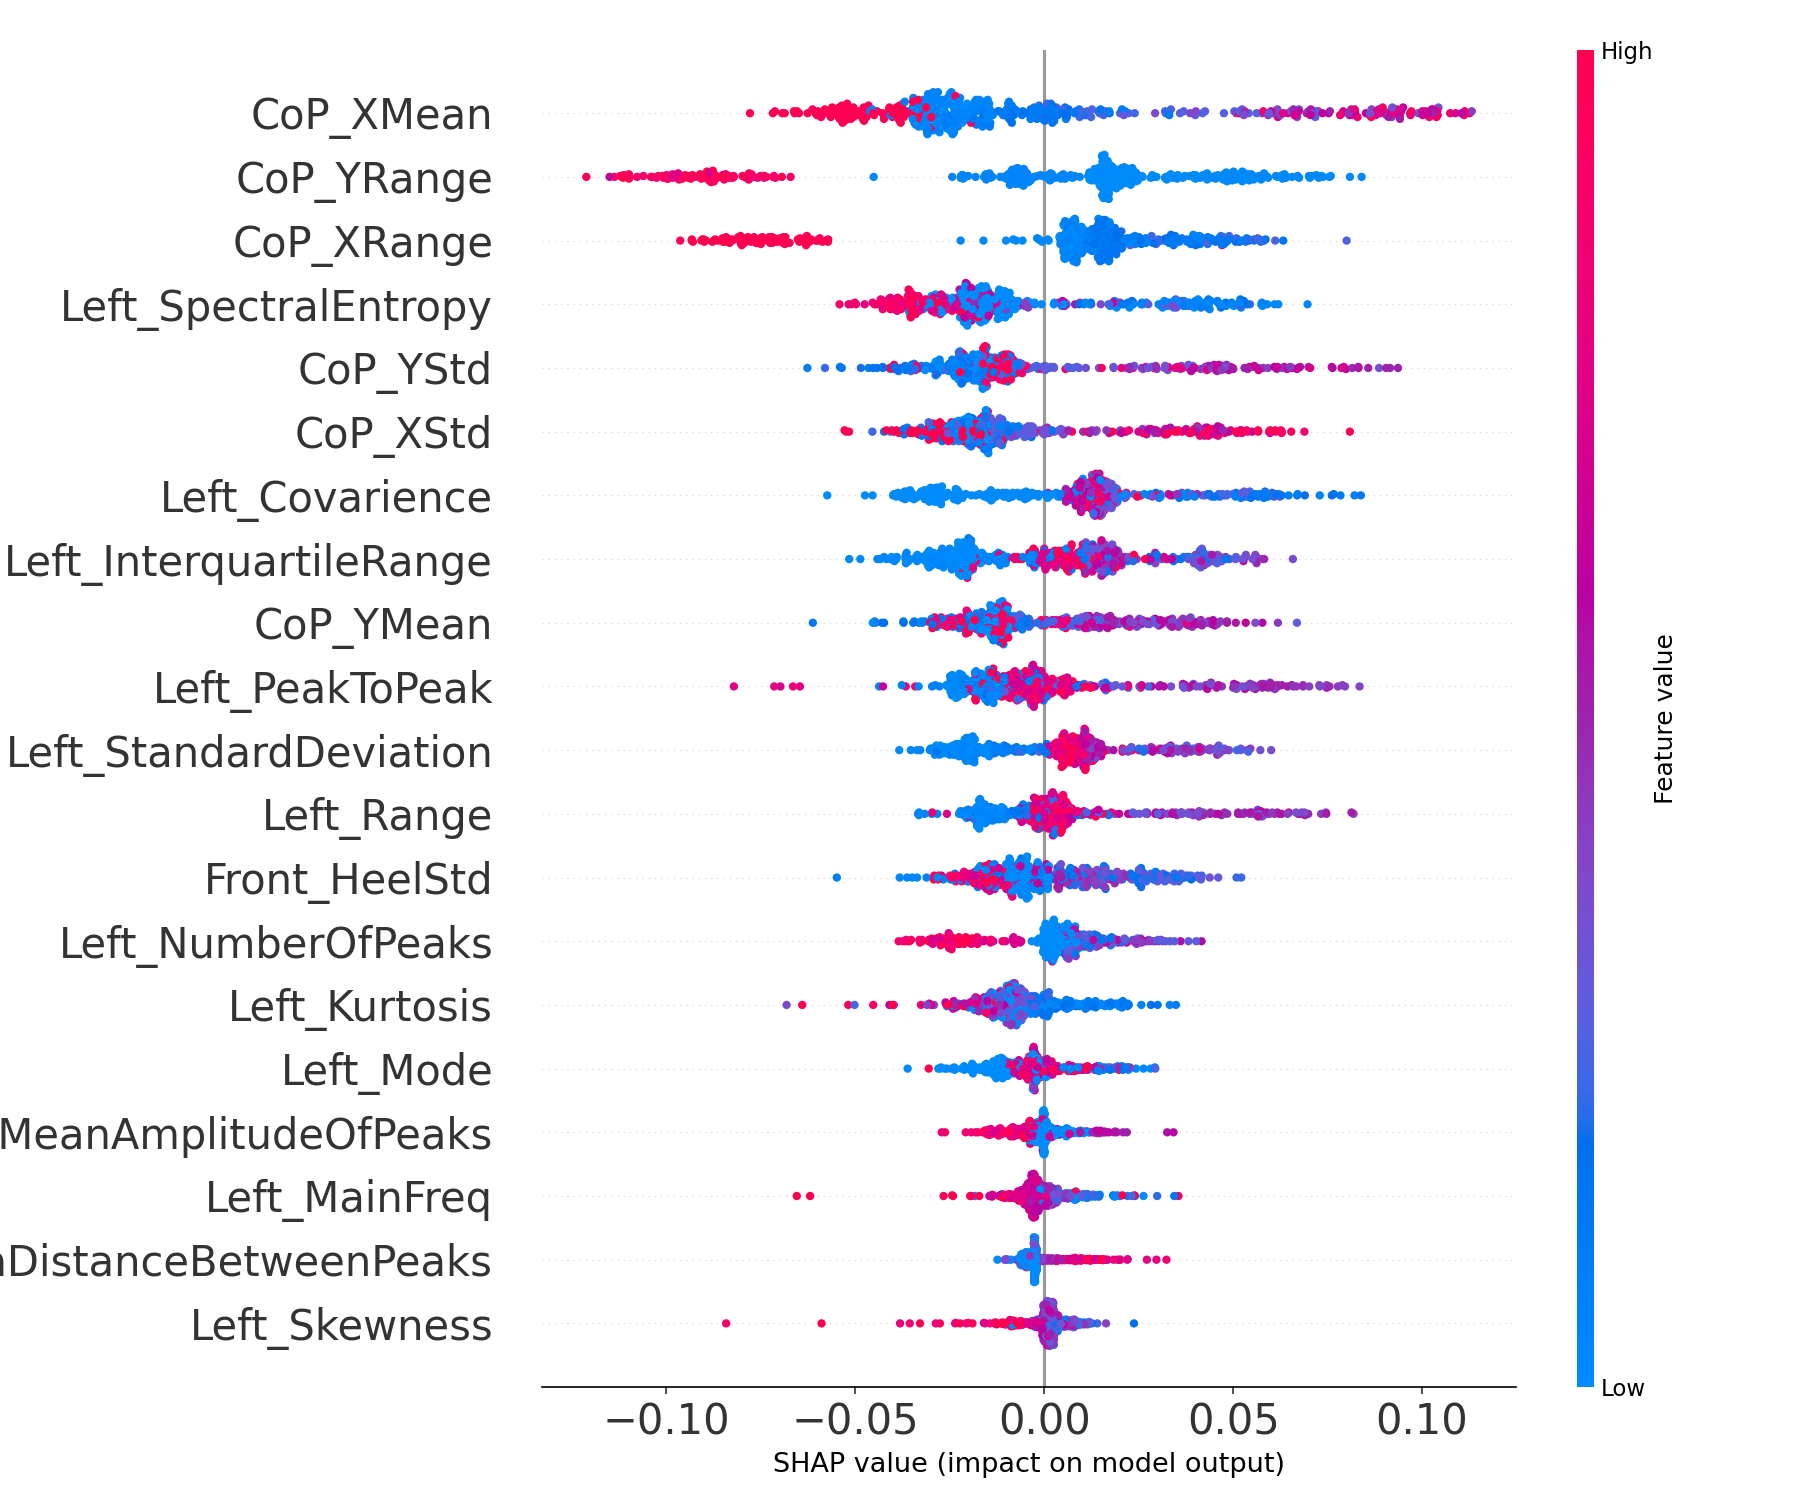 High
CoP_XMean
CoP_YRange
CoP_XRange
Left_SpectralEntropy
CoP_YStd
CoP_XStd
Left_Covarience
Left_InterquartileRange
CoP_YMean
Left_PeakToPeak
Left_StandardDeviation
Left_Range
Front_HeelStd
Left_NumberOfPeaks
Left_Kurtosis
Left_Mode
MeanAmplitudeOfPeaks
Left_MainFreq
DistanceBetweenPeaks
Left_Skewness
Feature value
Low
−0.10 −0.05 0.00 0.05 0.10
SHAP value (impact on model output)